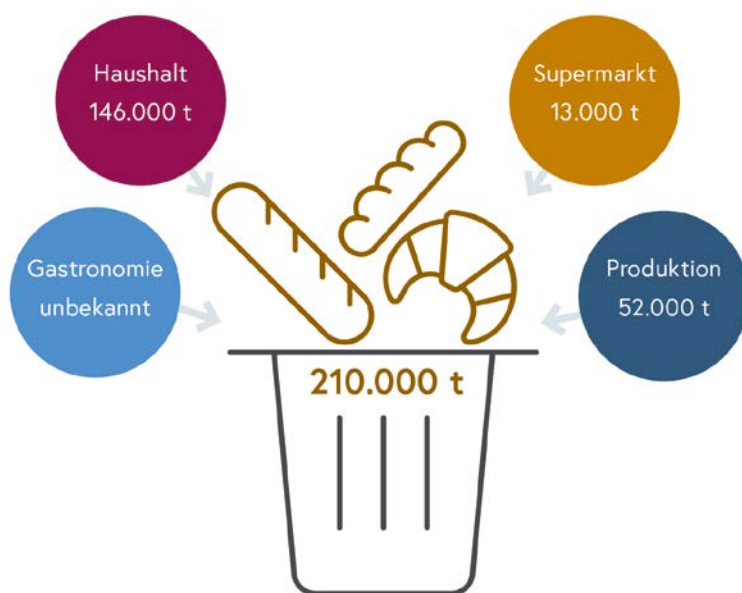 Haushalt
146.000 t
Supermarkt
13.000 t
Gastronomie
unbekannt
Produktion
52.000 t
210.000 t